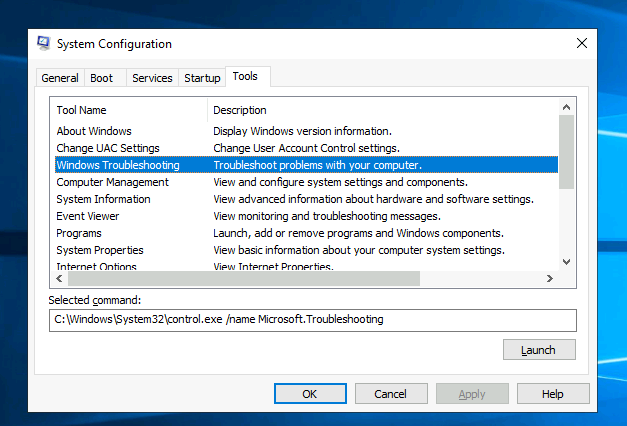 System Configuration
General Boot Services Startup Tools
Tool Name Description
About Windows Display Windows version information.
Change UAC Settings Change User Account Control settings.
Windows Troubleshooting Troubleshoot problems with your computer.
Computer Management View and configure system settings and components.
System Information View advanced information about hardware and software settings.
Event Viewer View monitoring and troubleshooting messages.
Programs Launch, add or remove programs and Windows components.
System Properties View basic information about your computer system settings.
Internet Options View Internet Properties.
Selected command:
C:\Windows\System32\control.exe /name Microsoft.Troubleshooting
Launch
OK Cancel Apply Help